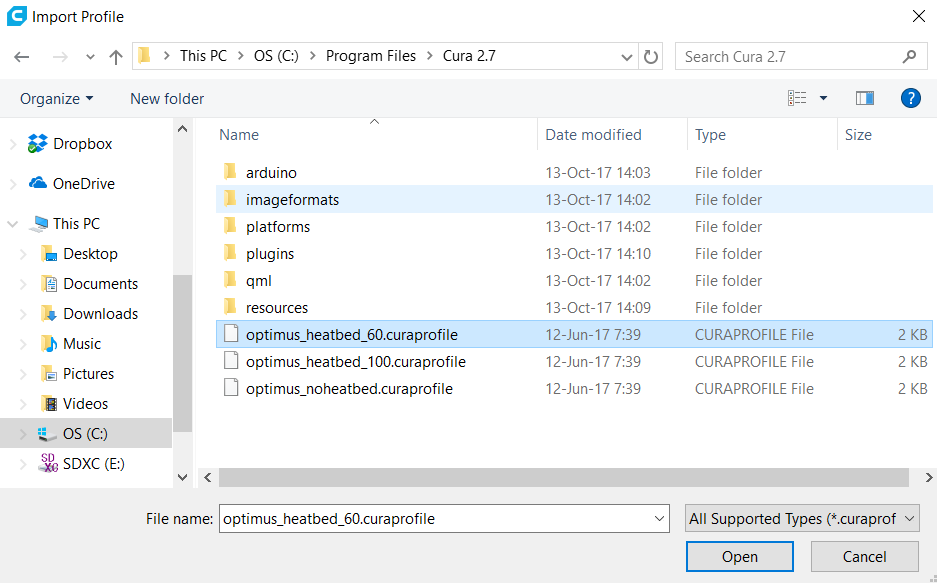 Import Profile
This PC OS (C:) Program Files Cura 2.7
Search Cura 2.7
Organize New folder
?
Name Date modified Type Size
Dropbox
OneDrive
This PC
Desktop
Documents
Downloads
Music
Pictures
Videos
OS (C:)
SDXC (E:)
arduino 13-Oct-17 14:03 File folder
imageformats 13-Oct-17 14:02 File folder
platforms 13-Oct-17 14:02 File folder
plugins 13-Oct-17 14:10 File folder
qml 13-Oct-17 14:02 File folder
resources 13-Oct-17 14:09 File folder
optimus_heatbed_60.curaprofile 12-Jun-17 7:39 CURAPROFILE File 2 KB
optimus_heatbed_100.curaprofile 12-Jun-17 7:39 CURAPROFILE File 2 KB
optimus_noheatbed.curaprofile 12-Jun-17 7:39 CURAPROFILE File 2 KB
File name: optimus_heatbed_60.curaprofile
All Supported Types (*.curaprof
Open Cancel